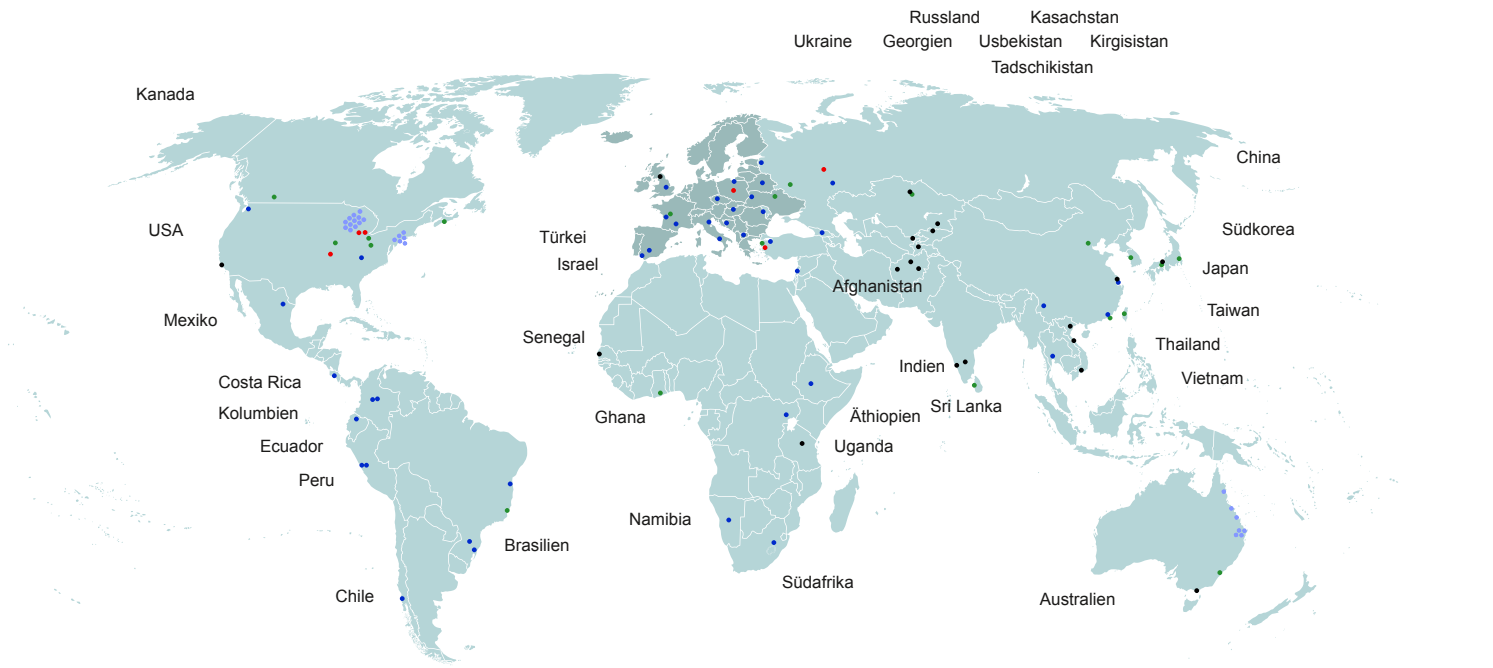 Russland Kasachstan
Ukraine Georgien Usbekistan Kirgisistan
Tadschikistan
Kanada
China
USA
Südkorea
Türkei
Israel
Japan
Afghanistan
Taiwan
Mexiko
Senegal
Thailand
Indien
Vietnam
Costa Rica
Sri Lanka
Kolumbien
Ghana
Äthiopien
Ecuador
Uganda
Peru
Namibia
Brasilien
Südafrika
Chile
Australien